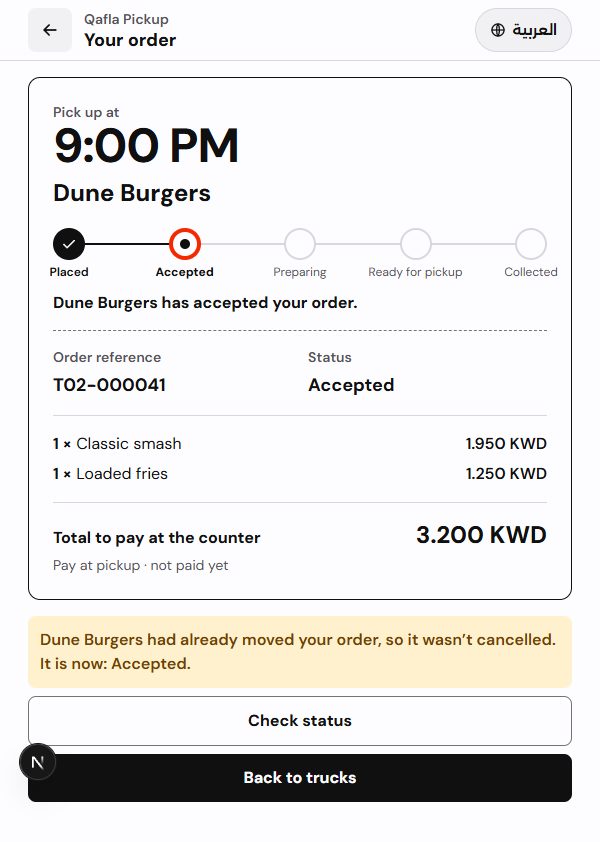 Qafla Pickup
Your order
العربية
Pick up at
9:00 PM
Dune Burgers
Placed
Accepted
Preparing
Ready for pickup
Collected
Dune Burgers has accepted your order.
Order reference
Status
T02-000041
Accepted
1 × Classic smash 1.950 KWD
1 × Loaded fries 1.250 KWD
Total to pay at the counter 3.200 KWD
Pay at pickup · not paid yet
Dune Burgers had already moved your order, so it wasn’t cancelled.
It is now: Accepted.
Check status
N
Back to trucks